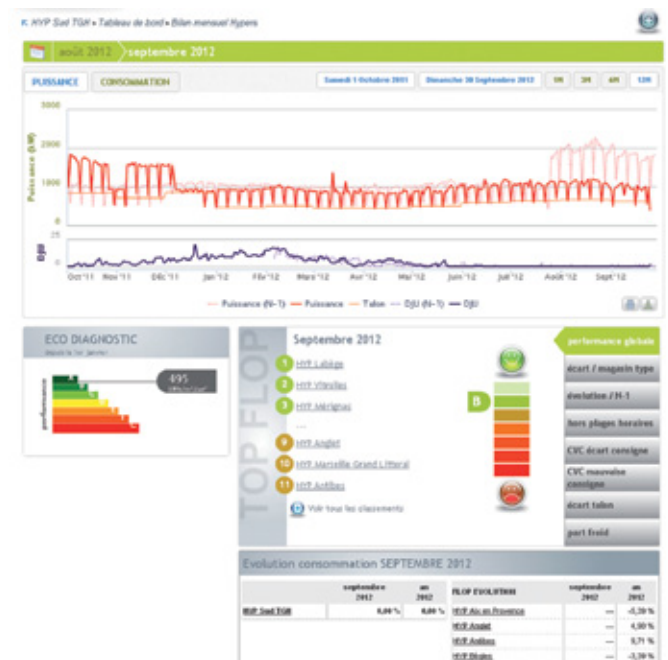 HYP Sud TGH » Tableau de bord » Bilan mensuel Hypers
août 2012 septembre 2012
PUISSANCE CONSOMMATION Samedi 1 Octobre 2011 Dimanche 30 Septembre 2012 1M 3M 6M 12M
Puissance (kW)
3000
2000
1000
0
DJU
25
0
Oct'11 Nov'11 Déc'11 Jan'12 Fév'12 Mars'12 Avr'12 Mai'12 Juin'12 Juil'12 Août'12 Sept'12
Puissance (N-1) Puissance Talon DJU (N-1) DJU
ECO DIAGNOSTIC
performance
495
TOP FLOP
Septembre 2012
1 HYP Labège
2 HYP Vitrolles
3 HYP Mérignac
...
9 HYP Anglet
10 HYP Marseille Grand Littoral
11 HYP Antibes
Voir tous les classements
B
performance globale
écart / magasin type
évolution / N-1
hors plages horaires
CVC écart consigne
CVC mauvaise consigne
écart talon
part froid
Evolution consommation SEPTEMBRE 2012
septembre 2012 an 2012 FLOP EVOLUTION septembre 2012 an 2012
HYP Sud TGH 0,00 % 0,00 % HYP Aix en Provence --- -3,20 %
HYP Anglet --- 4,90 %
HYP Antibes --- 9,71 %
HYP Bègles --- -3,39 %